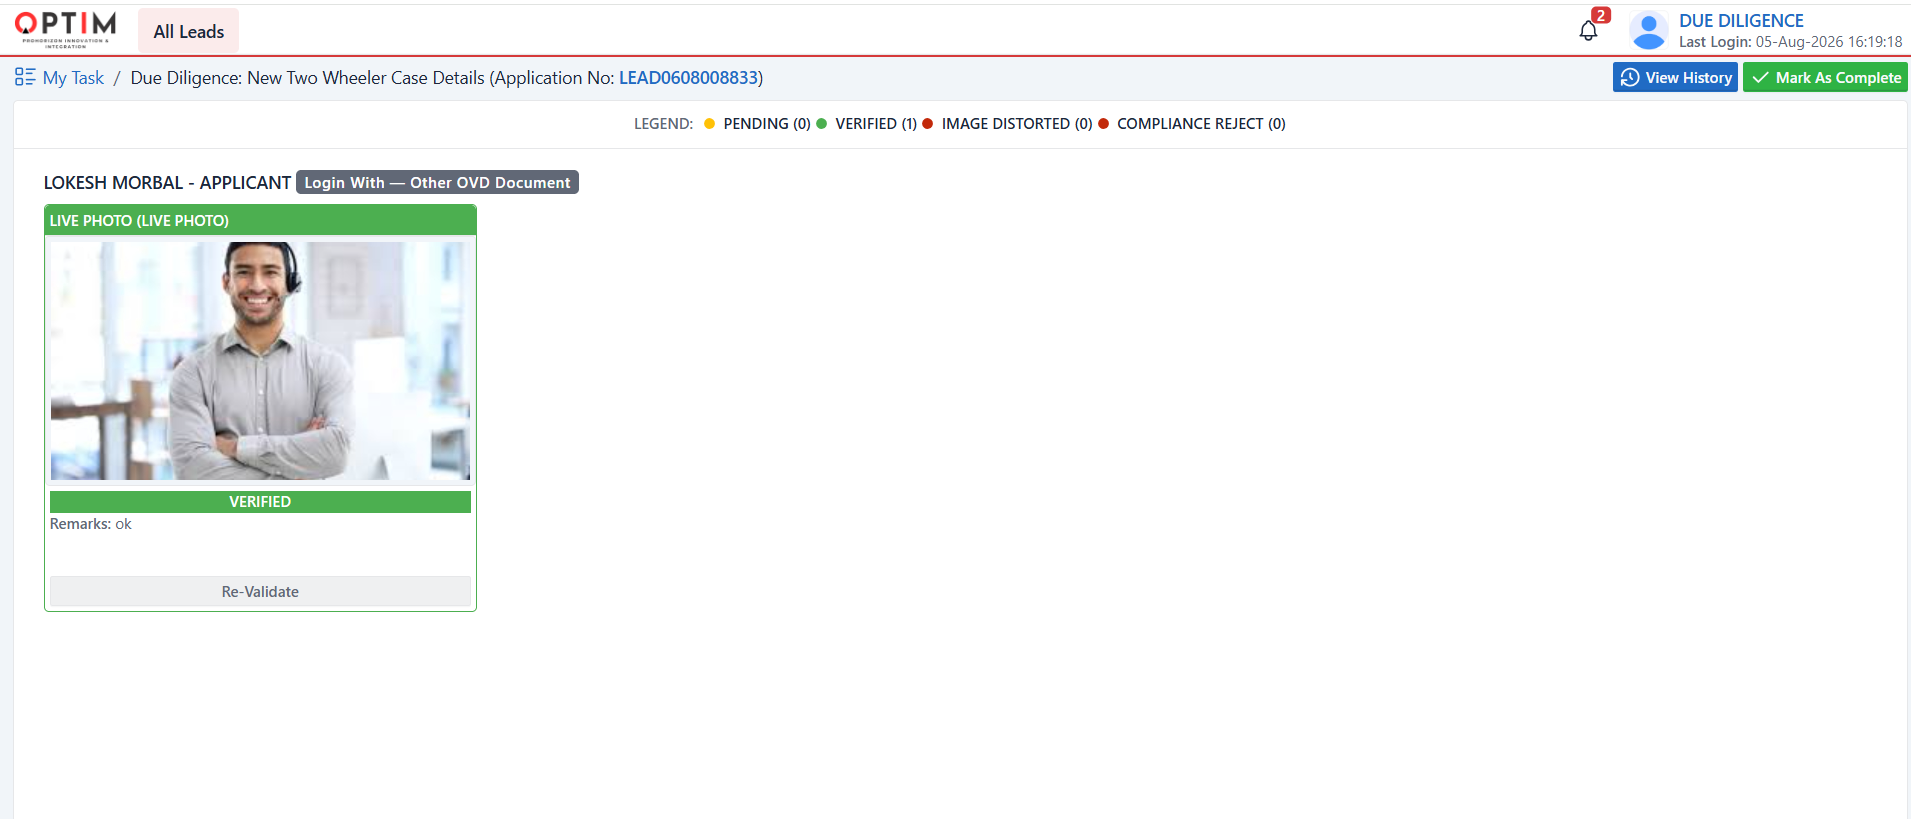 OPTIM
PROHORIZON INNOVATION &
INTEGRATION
All Leads
2
DUE DILIGENCE
Last Login: 05-Aug-2026 16:19:18
My Task / Due Diligence: New Two Wheeler Case Details (Application No: LEAD0608008833)
View History
Mark As Complete
LEGEND: PENDING (0) VERIFIED (1) IMAGE DISTORTED (0) COMPLIANCE REJECT (0)
LOKESH MORBAL - APPLICANT Login With — Other OVD Document
LIVE PHOTO (LIVE PHOTO)
VERIFIED
Remarks: ok
Re-Validate